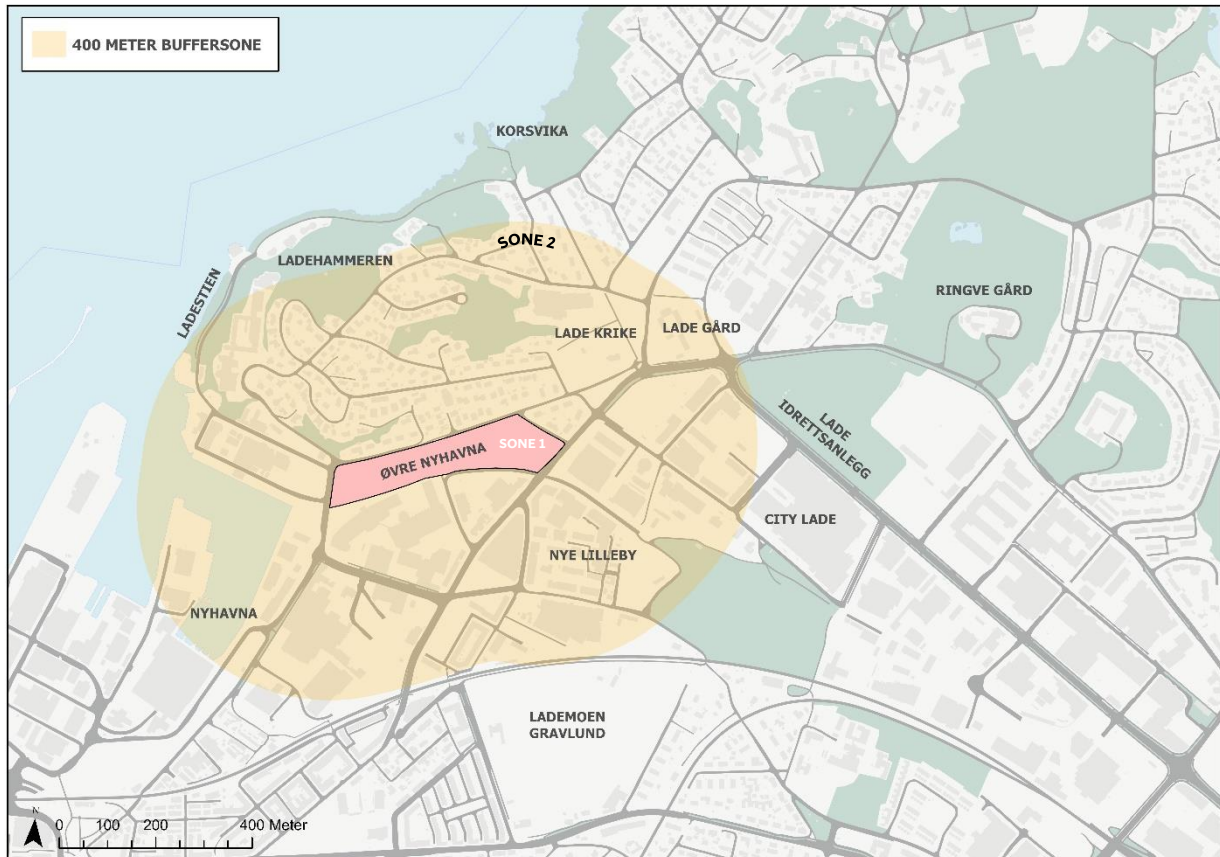 400 METER BUFFERSONE
KORSVIKA
SONE 2
LADEHAMMEREN
LADESTIEN
RINGVE GÅRD
LADE KRIKE
LADE GÅRD
LADE
IDRETTSANLEGG
SONE 1
ØVRE NYHAVNA
CITY LADE
NYE LILLEBY
NYHAVNA
LADEMOEN
GRAVLUND
N
0 100 200 400 Meter